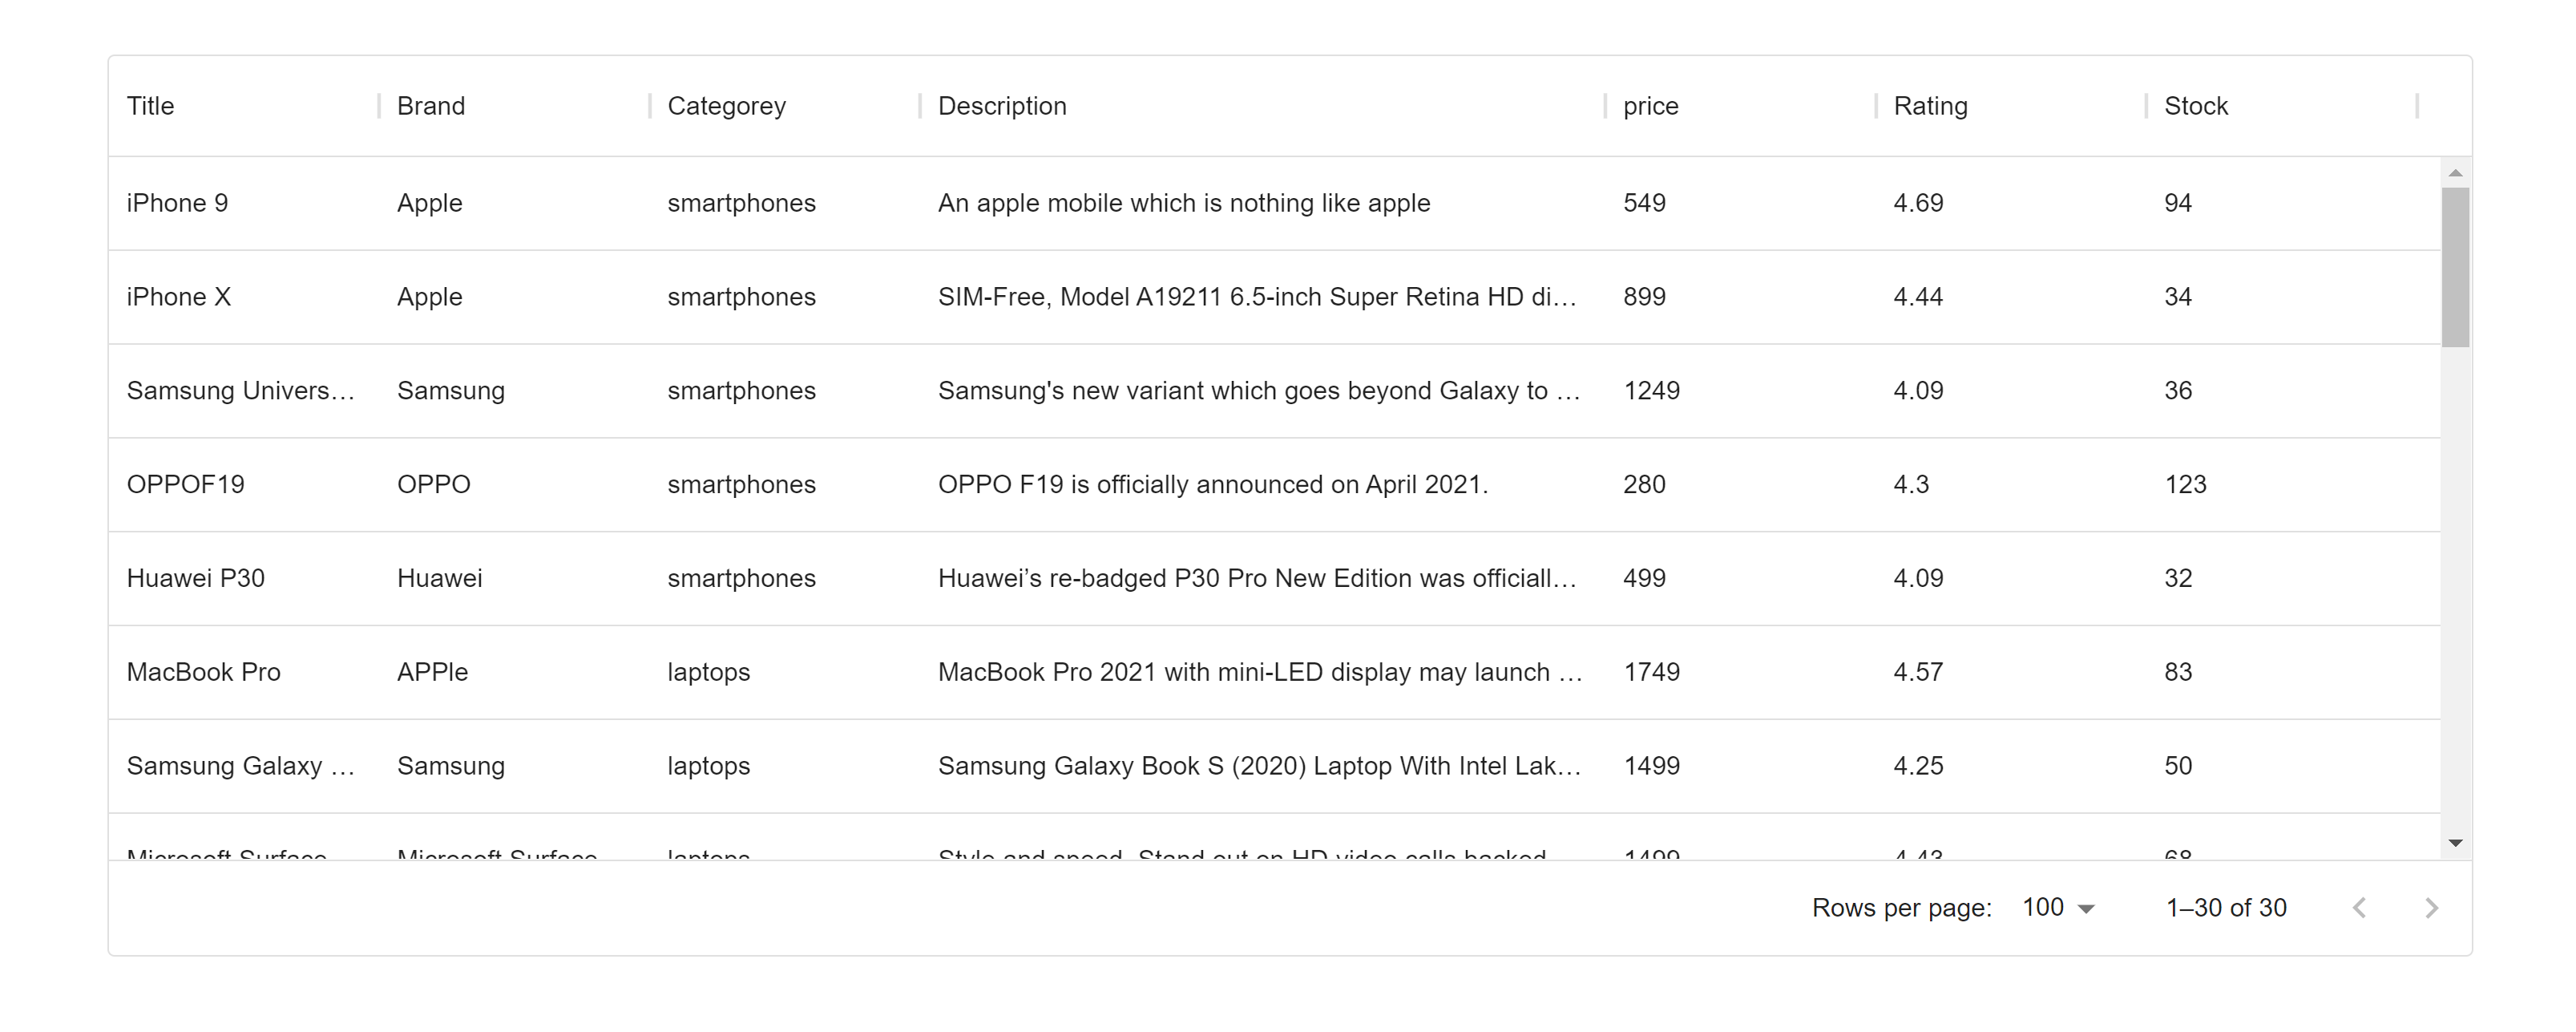 Title Brand Categorey Description price Rating Stock
iPhone 9 Apple smartphones An apple mobile which is nothing like apple 549 4.69 94
iPhone X Apple smartphones SIM-Free, Model A19211 6.5-inch Super Retina HD di... 899 4.44 34
Samsung Univers... Samsung smartphones Samsung's new variant which goes beyond Galaxy to ... 1249 4.09 36
OPPOF19 OPPO smartphones OPPO F19 is officially announced on April 2021. 280 4.3 123
Huawei P30 Huawei smartphones Huawei’s re-badged P30 Pro New Edition was officiall... 499 4.09 32
MacBook Pro APPle laptops MacBook Pro 2021 with mini-LED display may launch ... 1749 4.57 83
Samsung Galaxy ... Samsung laptops Samsung Galaxy Book S (2020) Laptop With Intel Lak... 1499 4.25 50
Microsoft Surface Microsoft Surface laptops Style and speed. Stand out on HD video calls backed 1499 4.43 68
Rows per page: 100 1–30 of 30